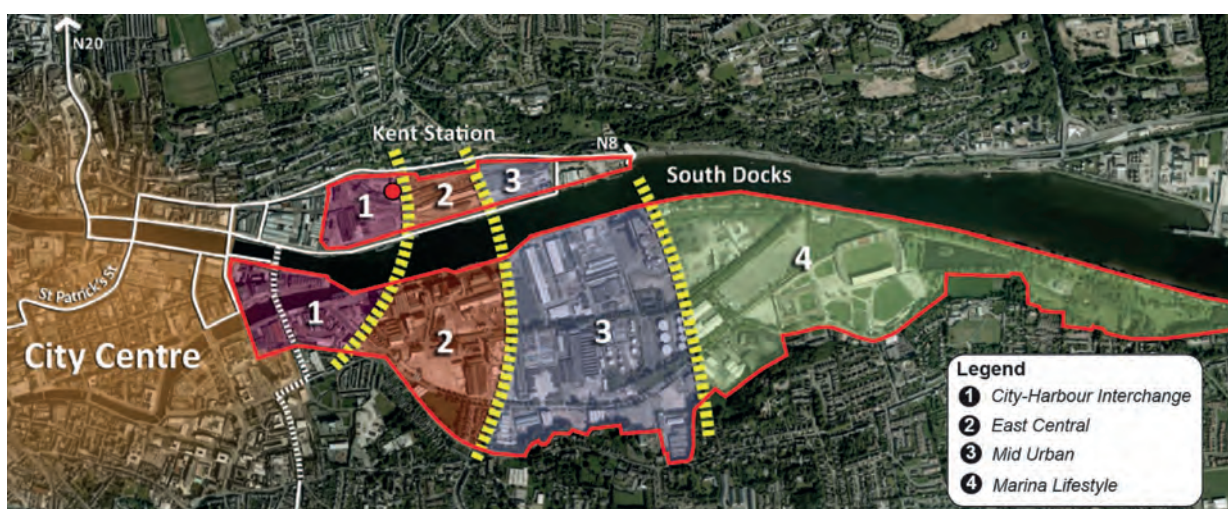 N20
Kent Station
N8
South Docks
1
2
3
4
St Patrick's St
1
2
3
City Centre
Legend
1 City-Harbour Interchange
2 East Central
3 Mid Urban
4 Marina Lifestyle